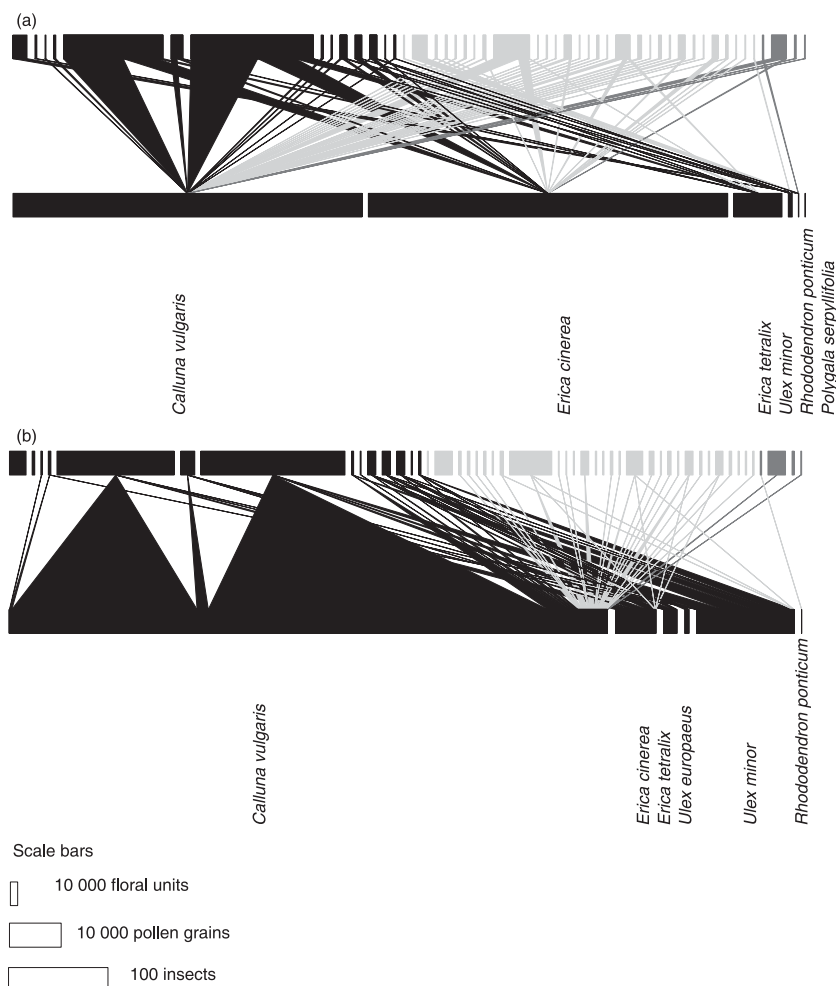 (a)
Calluna vulgaris
Erica cinerea
Erica tetralix
Ulex minor
Rhododendron ponticum
Polygala serpyllifolia
(b)
Calluna vulgaris
Erica cinerea
Erica tetralix
Ulex europaeus
Ulex minor
Rhododendron ponticum
Scale bars
10 000 floral units
10 000 pollen grains
100 insects